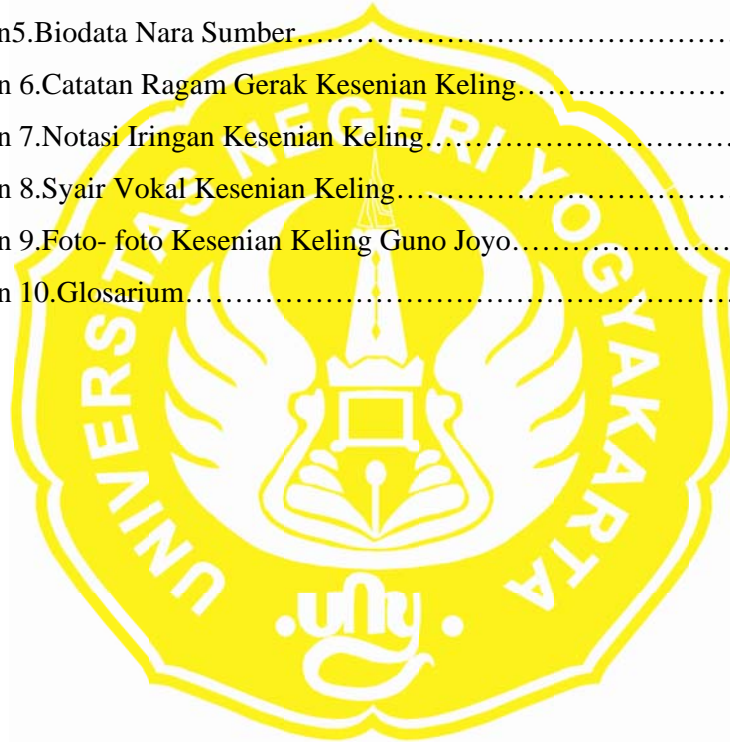 n5.Biodata Nara Sumber……………………………………………
n 6.Catatan Ragam Gerak Kesenian Keling…………………………
n 7.Notasi Iringan Kesenian Keling……………………………………
n 8.Syair Vokal Kesenian Keling………………………………………
n 9.Foto- foto Kesenian Keling Guno Joyo…………………………
n 10.Glosarium…………………………………………………………
UNIVERSITAS NEGERI YOGYAKARTA
.uny.